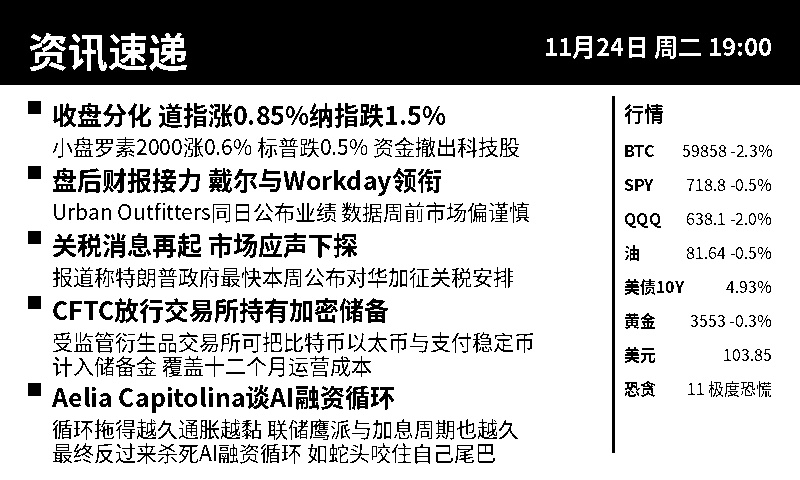 资讯速递
11月24日 周二 19:00
收盘分化 道指涨0.85%纳指跌1.5%
小盘罗素2000涨0.6% 标普跌0.5% 资金撤出科技股
盘后财报接力 戴尔与Workday领衔
Urban Outfitters同日公布业绩 数据周前市场偏谨慎
关税消息再起 市场应声下探
报道称特朗普政府最快本周公布对华加征关税安排
CFTC放行交易所持有加密储备
受监管衍生品交易所可把比特币以太币与支付稳定币
计入储备金 覆盖十二个月运营成本
Aelia Capitolina谈AI融资循环
循环拖得越久通胀越黏 联储鹰派与加息周期也越久
最终反过来杀死AI融资循环 如蛇头咬住自己尾巴
行情
BTC 59858 -2.3%
SPY 718.8 -0.5%
QQQ 638.1 -2.0%
油 81.64 -0.5%
美债10Y 4.93%
黄金 3553 -0.3%
美元 103.85
恐贪 11 极度恐慌